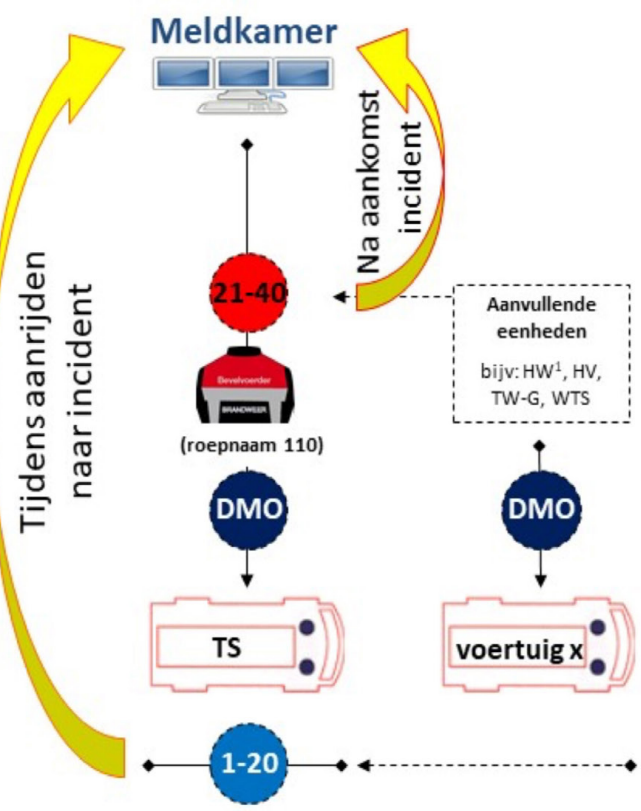 Meldkamer
Tijdens aanrijden
naar incident
Na aankomst
incident
21-40
Aanvullende
eenheden
bijv: HW¹, HV,
TW-G, WTS
Bevelvoerder
BRANDWEER
(roepnaam 110)
DMO
DMO
TS
voertuig x
1-20